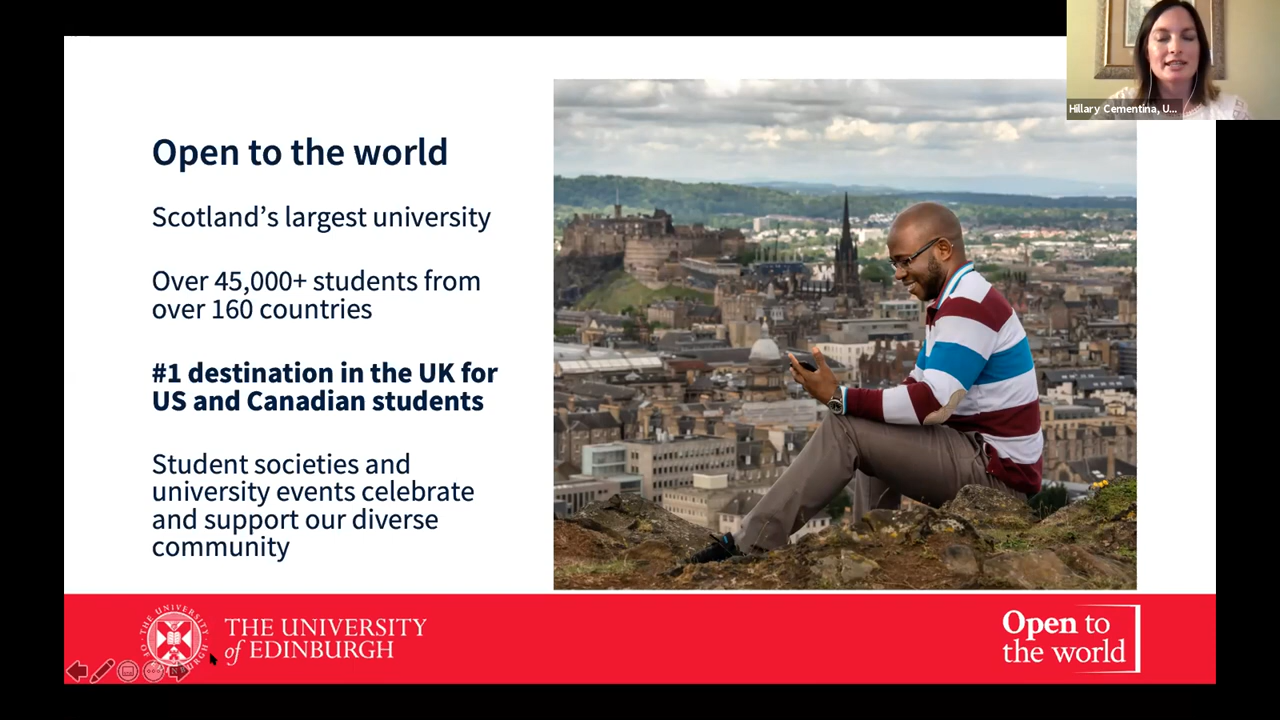 Hillary Cementina, U...
Open to the world
Scotland’s largest university
Over 45,000+ students from
over 160 countries
#1 destination in the UK for
US and Canadian students
Student societies and
university events celebrate
and support our diverse
community
THE UNIVERSITY
of EDINBURGH
Open to
the world